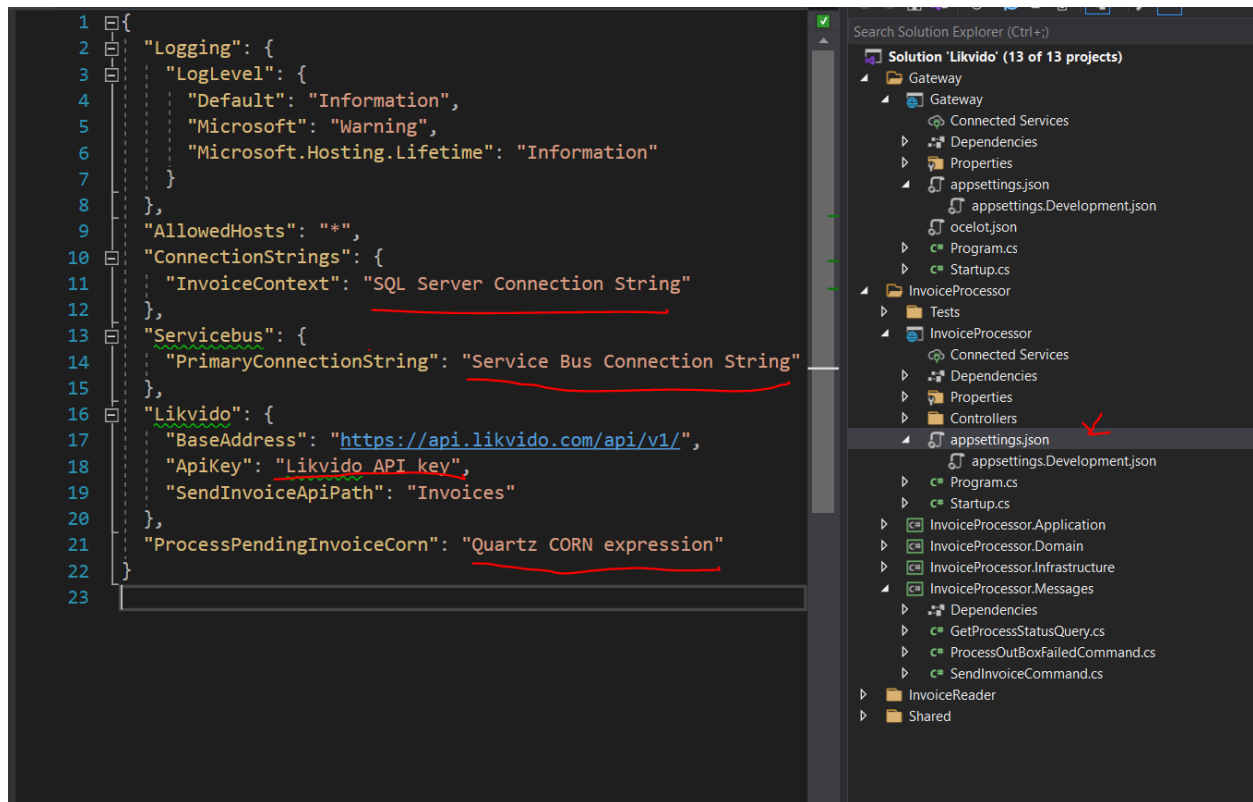 1 {
2 "Logging": {
3 "LogLevel": {
4 "Default": "Information",
5 "Microsoft": "Warning",
6 "Microsoft.Hosting.Lifetime": "Information"
7 }
8 },
9 "AllowedHosts": "*",
10 "ConnectionStrings": {
11 "InvoiceContext": "SQL Server Connection String"
12 },
13 "Servicebus": {
14 "PrimaryConnectionString": "Service Bus Connection String"
15 },
16 "Likvido": {
17 "BaseAddress": "https://api.likvido.com/api/v1/",
18 "ApiKey": "Likvido API key",
19 "SendInvoiceApiPath": "Invoices"
20 },
21 "ProcessPendingInvoiceCorn": "Quartz CORN expression"
22 }
23
Search Solution Explorer (Ctrl+;)
Solution 'Likvido' (13 of 13 projects)
Gateway
Gateway
Connected Services
Dependencies
Properties
appsettings.json
appsettings.Development.json
ocelot.json
C# Program.cs
C# Startup.cs
InvoiceProcessor
Tests
InvoiceProcessor
Connected Services
Dependencies
Properties
Controllers
appsettings.json
appsettings.Development.json
C# Program.cs
C# Startup.cs
C# InvoiceProcessor.Application
C# InvoiceProcessor.Domain
C# InvoiceProcessor.Infrastructure
C# InvoiceProcessor.Messages
Dependencies
C# GetProcessStatusQuery.cs
C# ProcessOutBoxFailedCommand.cs
C# SendInvoiceCommand.cs
InvoiceReader
Shared